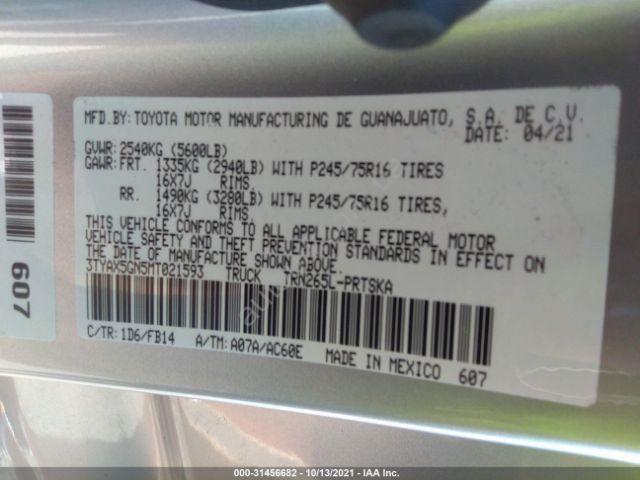 MFD.BY:TOYOTA MOTOR MANUFACTURING DE GUANAJUATO, S.A. DE C.V.
DATE: 04/21
GVWR:2540KG (5600LB)
GAWR:FRT. 1335KG (2940LB) WITH P245/75R16 TIRES
16X7J RIMS,
RR. 1490KG (3280LB) WITH P245/75R16 TIRES,
16X7J RIMS,
THIS VEHICLE CONFORMS TO ALL APPLICABLE FEDERAL MOTOR
VEHICLE SAFETY AND THEFT PREVENTION STANDARDS IN EFFECT ON
THE DATE OF MANUFACTURE SHOWN ABOVE.
3TYAX5GN5MT021593 TRUCK TRN265L-PRTSKA
C/TR: 1D6/FB14 A/TM: A07A/AC60E MADE IN MEXICO 607
607
000-31456682 - 10/13/2021 - IAA Inc.